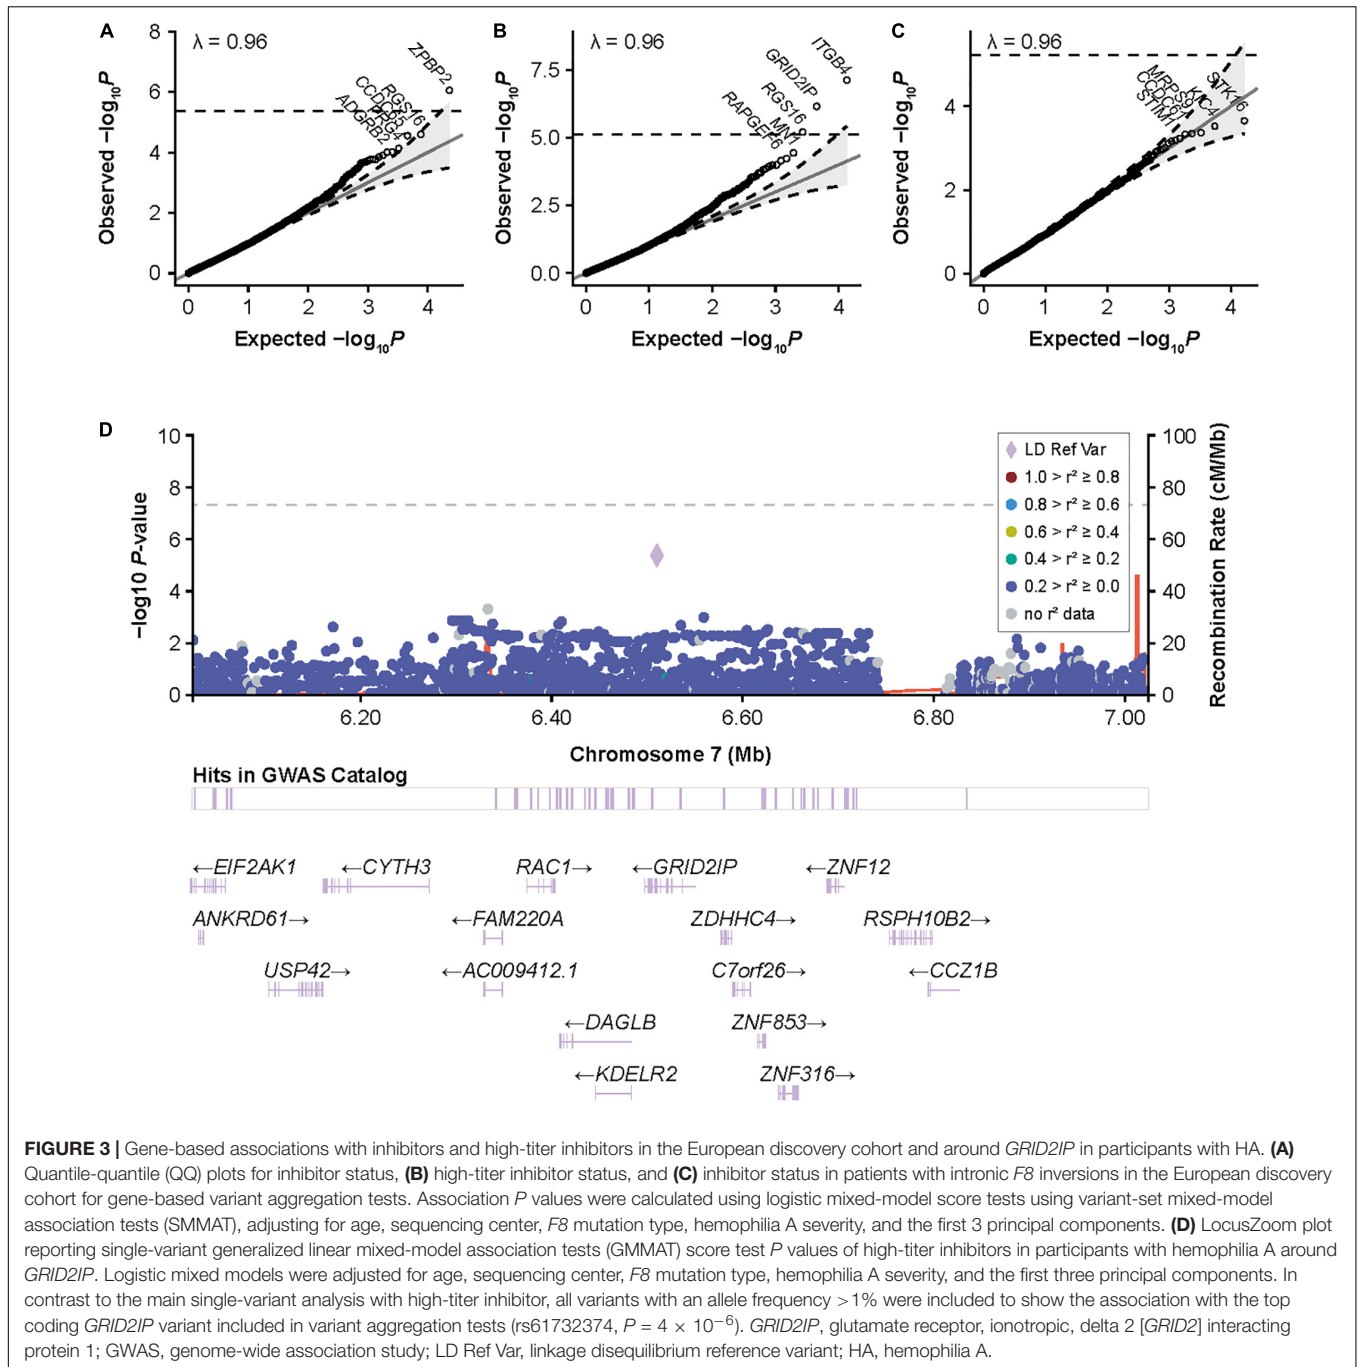 A
λ = 0.96
8
6
4
2
0
Observed −log10P
ZPBP2
RGS16
CCDC65
PRG4
ADGRB2
0 1 2 3 4
Expected −log10P
B
λ = 0.96
7.5
5.0
2.5
0.0
Observed −log10P
ITGB4
GRID2IP
RGS16
MN1
RAPGEF6
0 1 2 3 4
Expected −log10P
C
λ = 0.96
4
2
0
Observed −log10P
STK16
KIC4
MRPS9
CCDC61
STIM1
0 1 2 3 4
Expected −log10P
D
10
8
6
4
2
0
−log10 P-value
LD Ref Var
1.0 > r² ≥ 0.8
0.8 > r² ≥ 0.6
0.6 > r² ≥ 0.4
0.4 > r² ≥ 0.2
0.2 > r² ≥ 0.0
no r² data
100
80
60
40
20
0
Recombination Rate (cM/Mb)
6.20 6.40 6.60 6.80 7.00
Chromosome 7 (Mb)
Hits in GWAS Catalog
←EIF2AK1 ←CYTH3 RAC1→ ←GRID2IP ←ZNF12
ANKRD61→ ←FAM220A ZDHHC4→ RSPH10B2→
USP42→ ←AC009412.1 C7orf26→ ←CCZ1B
←DAGLB ZNF853→
←KDELR2 ZNF316→
FIGURE 3 | Gene-based associations with inhibitors and high-titer inhibitors in the European discovery cohort and around GRID2IP in participants with HA. (A)
Quantile-quantile (QQ) plots for inhibitor status, (B) high-titer inhibitor status, and (C) inhibitor status in patients with intronic F8 inversions in the European discovery
cohort for gene-based variant aggregation tests. Association P values were calculated using logistic mixed-model score tests using variant-set mixed-model
association tests (SMMAT), adjusting for age, sequencing center, F8 mutation type, hemophilia A severity, and the first 3 principal components. (D) LocusZoom plot
reporting single-variant generalized linear mixed-model association tests (GMMAT) score test P values of high-titer inhibitors in participants with hemophilia A around
GRID2IP. Logistic mixed models were adjusted for age, sequencing center, F8 mutation type, hemophilia A severity, and the first three principal components. In
contrast to the main single-variant analysis with high-titer inhibitor, all variants with an allele frequency >1% were included to show the association with the top
coding GRID2IP variant included in variant aggregation tests (rs61732374, P = 4 × 10−6). GRID2IP, glutamate receptor, ionotropic, delta 2 [GRID2] interacting
protein 1; GWAS, genome-wide association study; LD Ref Var, linkage disequilibrium reference variant; HA, hemophilia A.